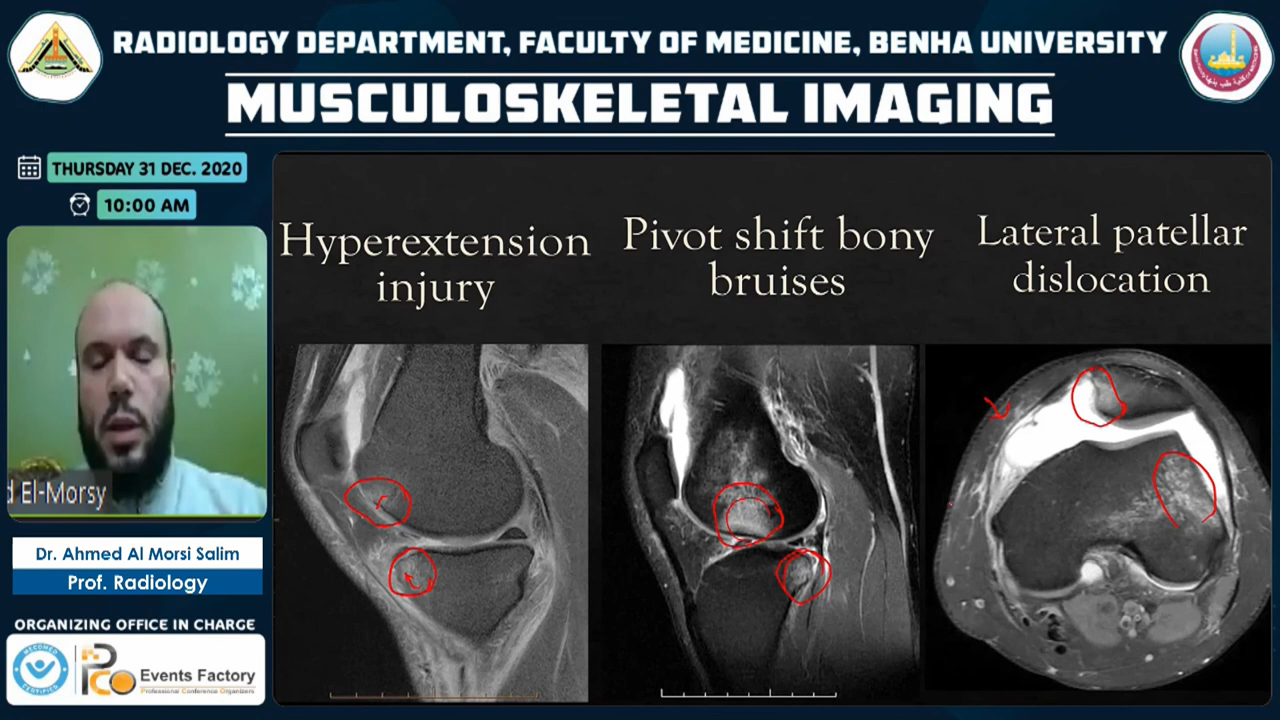 RADIOLOGY DEPARTMENT, FACULTY OF MEDICINE, BENHA UNIVERSITY
MUSCULOSKELETAL IMAGING
THURSDAY 31 DEC. 2020
10:00 AM
d El-Morsy
Dr. Ahmed Al Morsi Salim
Prof. Radiology
ORGANIZING OFFICE IN CHARGE
CERTIFIED
Events Factory
Professional Conference Organizers
Hyperextension
injury
Pivot shift bony
bruises
Lateral patellar
dislocation